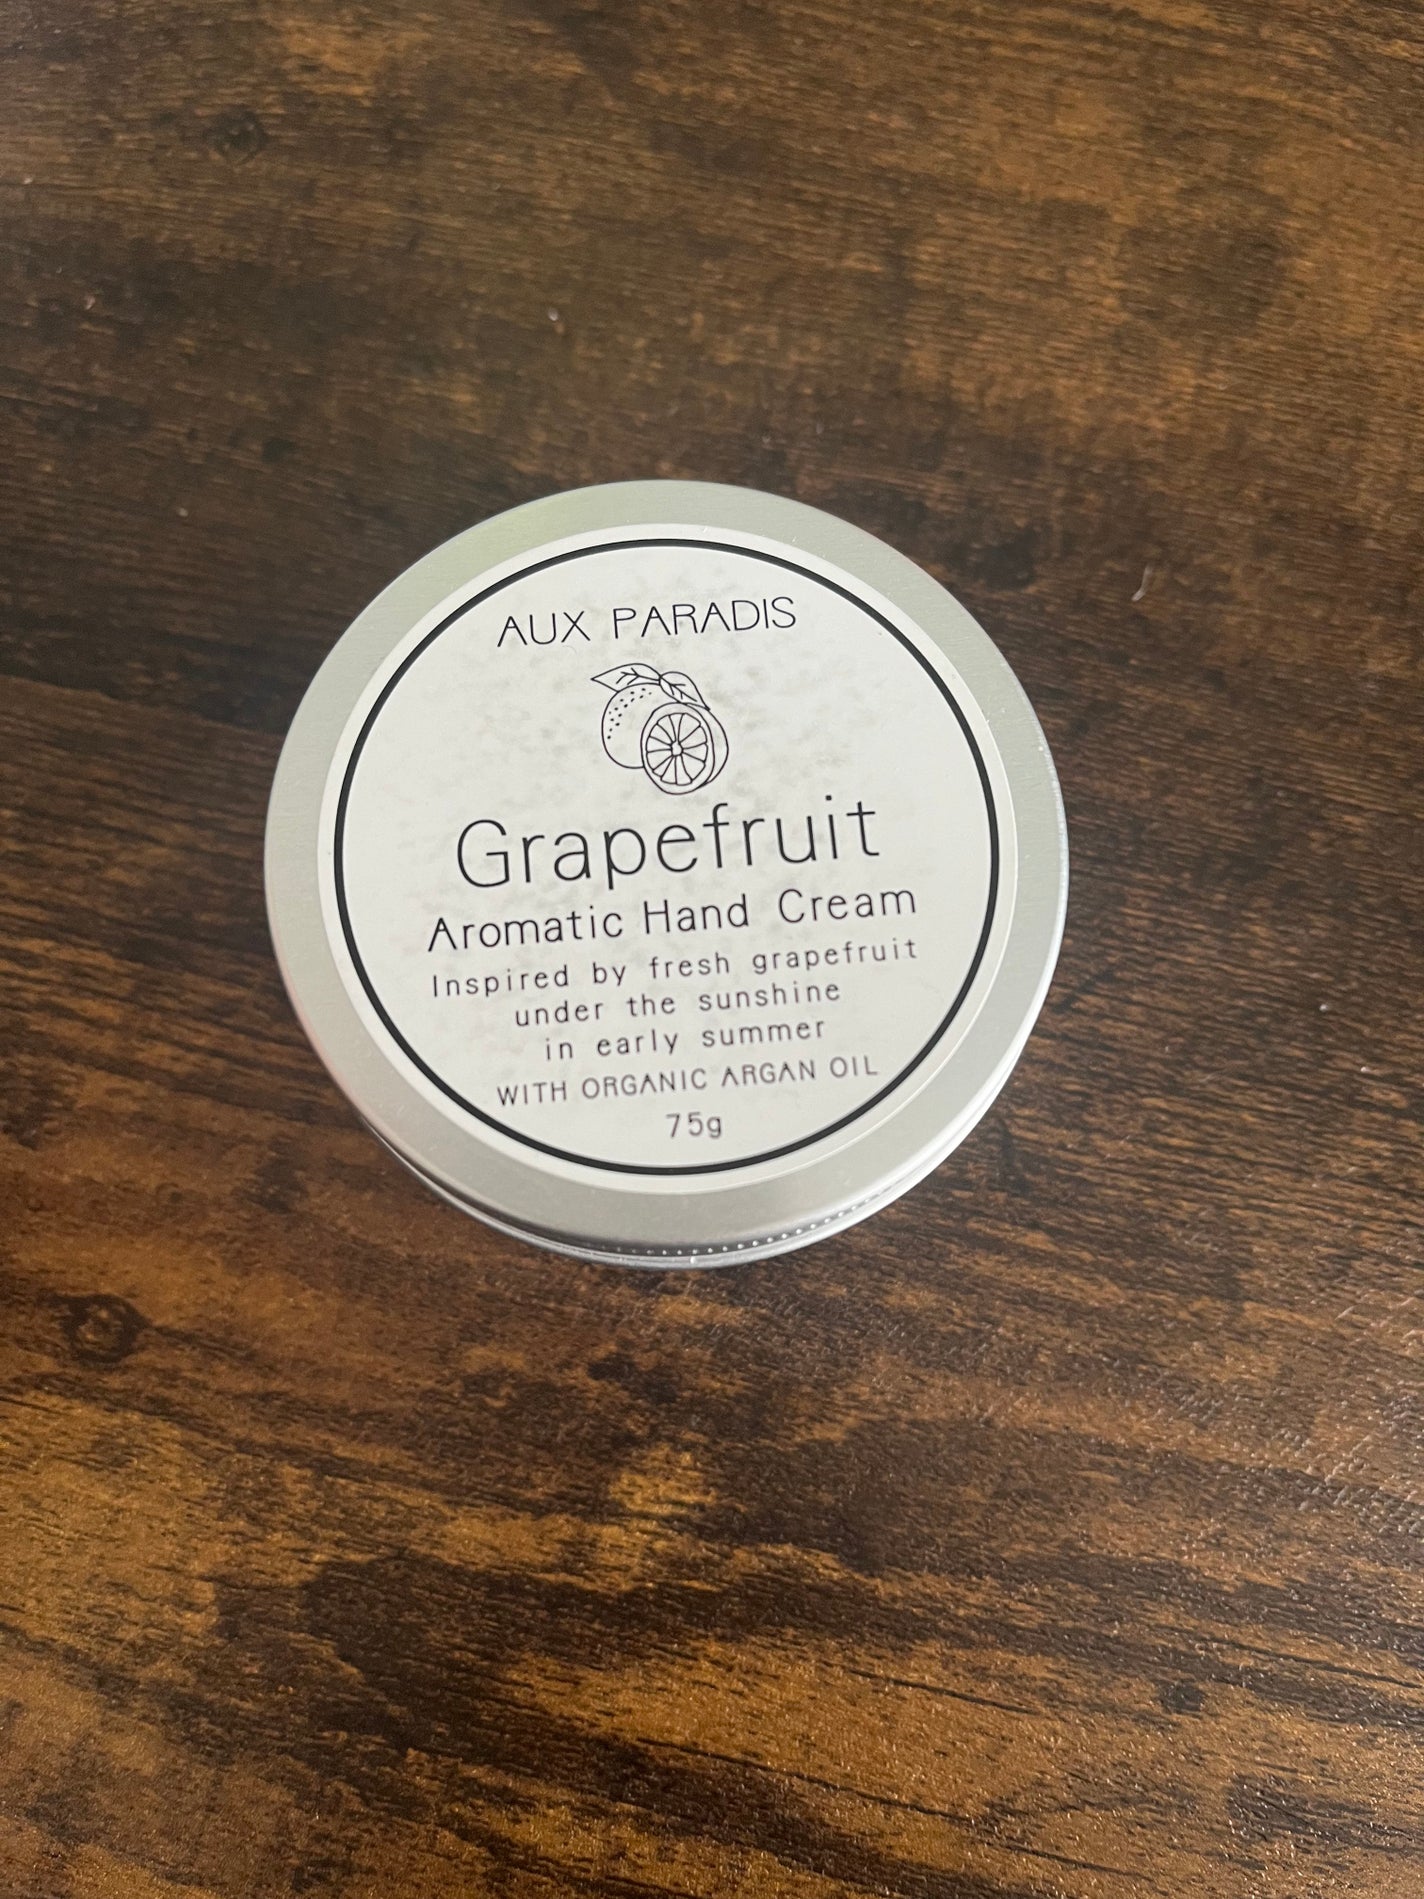 AUX PARADIS
Grapefruit
Aromatic Hand Cream
Inspired by fresh grapefruit
under the sunshine
in early summer
WITH ORGANIC ARGAN OIL
75g